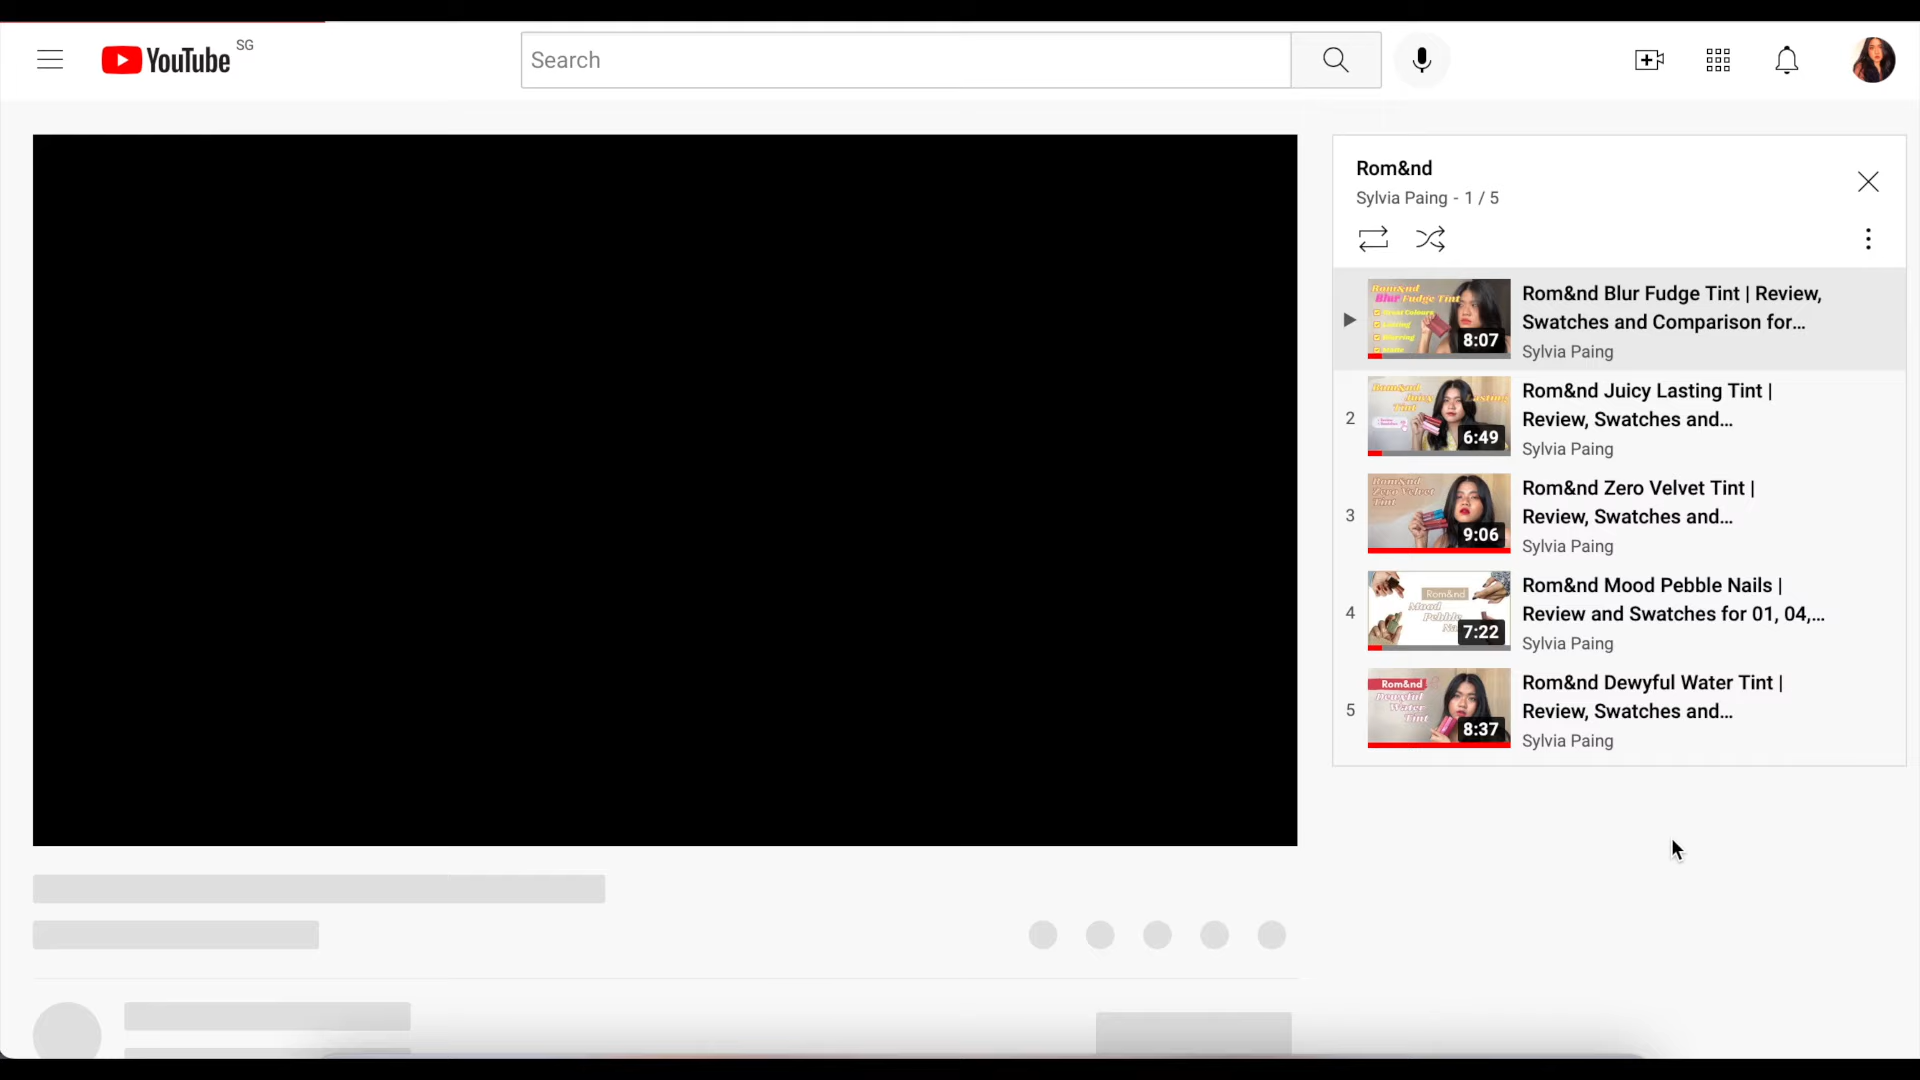 YouTube SG
Search
Rom&nd
Sylvia Paing - 1 / 5
Rom&nd
Blur Fudge Tint
8:07
Rom&nd Blur Fudge Tint | Review,
Swatches and Comparison for...
Sylvia Paing
2
Rom&nd
Juicy Lasting
Tint
6:49
Rom&nd Juicy Lasting Tint |
Review, Swatches and...
Sylvia Paing
3
Rom&nd
Zero Velvet
Tint
9:06
Rom&nd Zero Velvet Tint |
Review, Swatches and...
Sylvia Paing
4
Rom&nd
Mood
Pebble
7:22
Rom&nd Mood Pebble Nails |
Review and Swatches for 01, 04,...
Sylvia Paing
5
Rom&nd
Dewyful
Water
Tint
8:37
Rom&nd Dewyful Water Tint |
Review, Swatches and...
Sylvia Paing